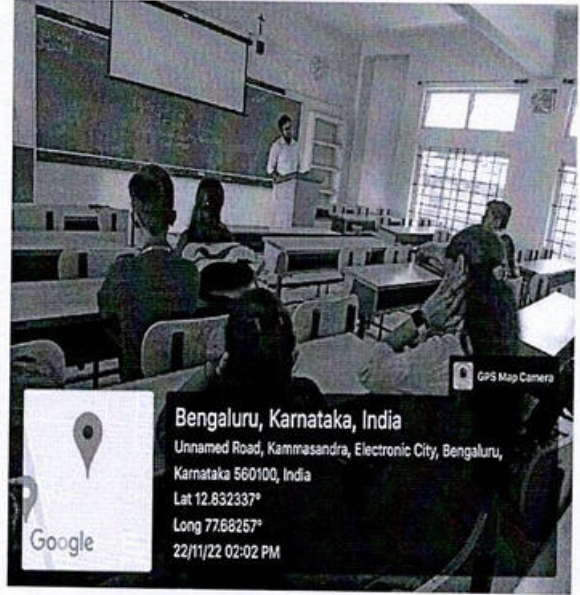 GPS Map Camera
Bengaluru, Karnataka, India
Unnamed Road, Kammasandra, Electronic City, Bengaluru,
Karnataka 560100, India
Lat 12.832337°
Long 77.68257°
22/11/22 02:02 PM
Google